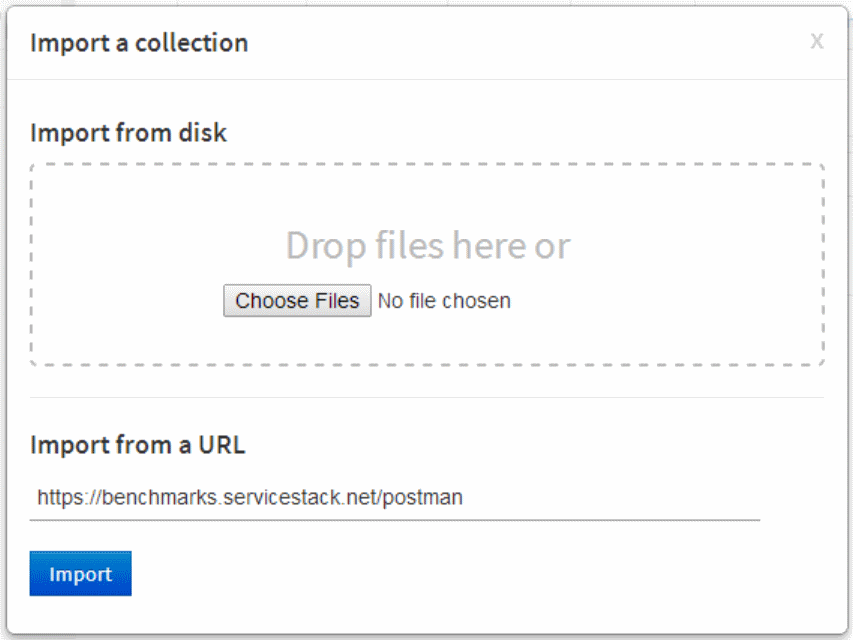 Import a collection
X
Import from disk
Drop files here or
Choose Files No file chosen
Import from a URL
https://benchmarks.servicestack.net/postman
Import